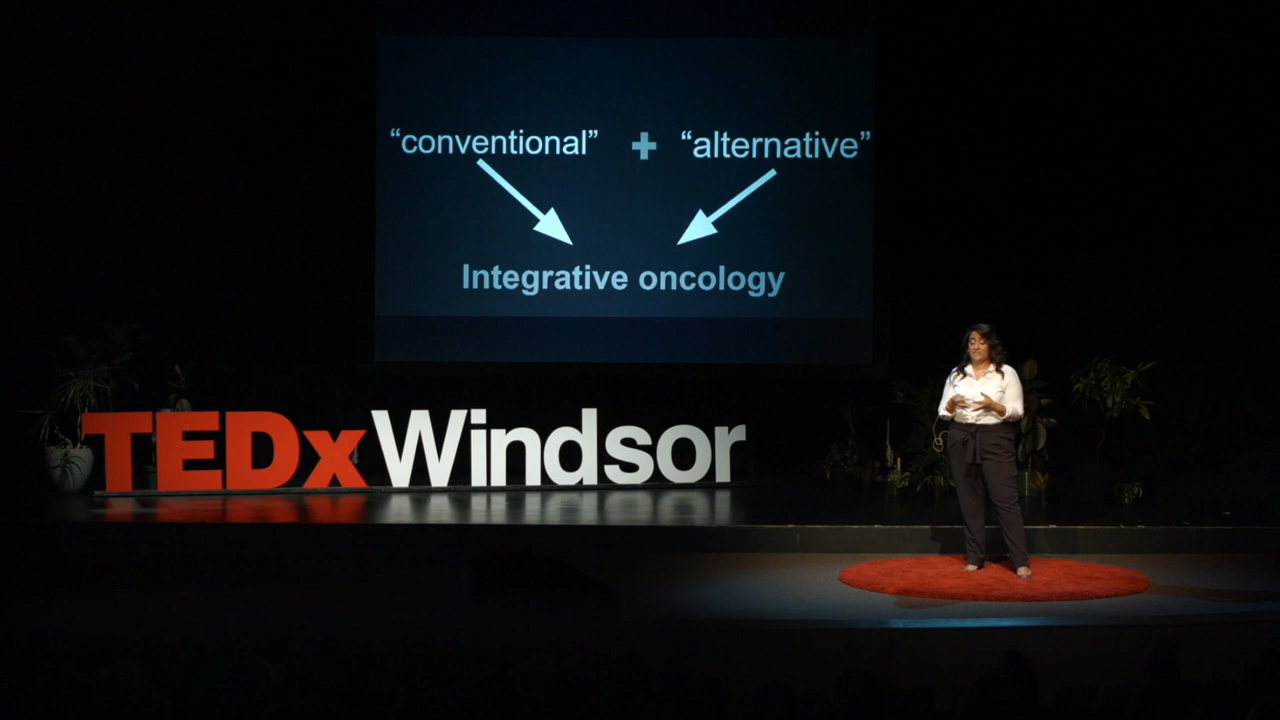 “conventional” + “alternative”
Integrative oncology
TEDxWindsor